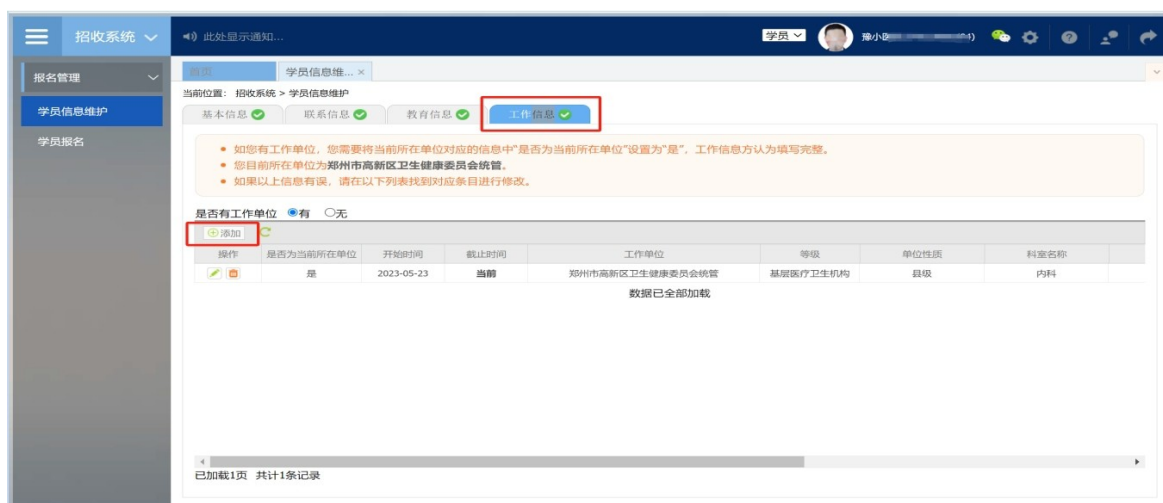 招收系统
此处显示通知...
学员
豫小
报名管理
首页
学员信息维... ×
当前位置： 招收系统 > 学员信息维护
学员信息维护
学员报名
基本信息
联系信息
教育信息
工作信息
如您有工作单位，您需要将当前所在单位对应的信息中"是否为当前所在单位"设置为"是"，工作信息方认为填写完整。
您目前所在单位为郑州市高新区卫生健康委员会统管。
如果以上信息有误，请在以下列表找到对应条目进行修改。
是否有工作单位 有 无
添加
操作 是否为当前所在单位 开始时间 截止时间 工作单位 等级 单位性质 科室名称
是 2023-05-23 当前 郑州市高新区卫生健康委员会统管 基层医疗卫生机构 县级 内科
数据已全部加载
已加载1页 共计1条记录